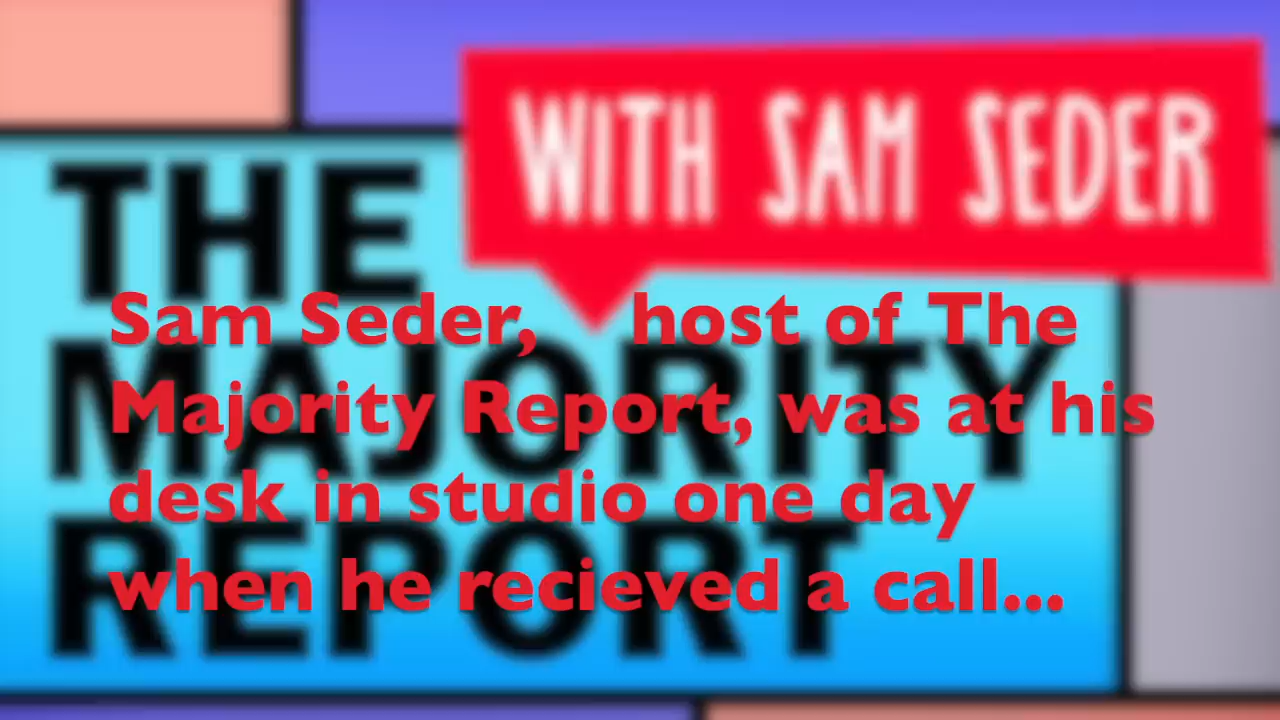 WITH SAM SEDER
THE
MAJORITY
REPORT
Sam Seder, host of The
Majority Report, was at his
desk in studio one day
when he recieved a call...